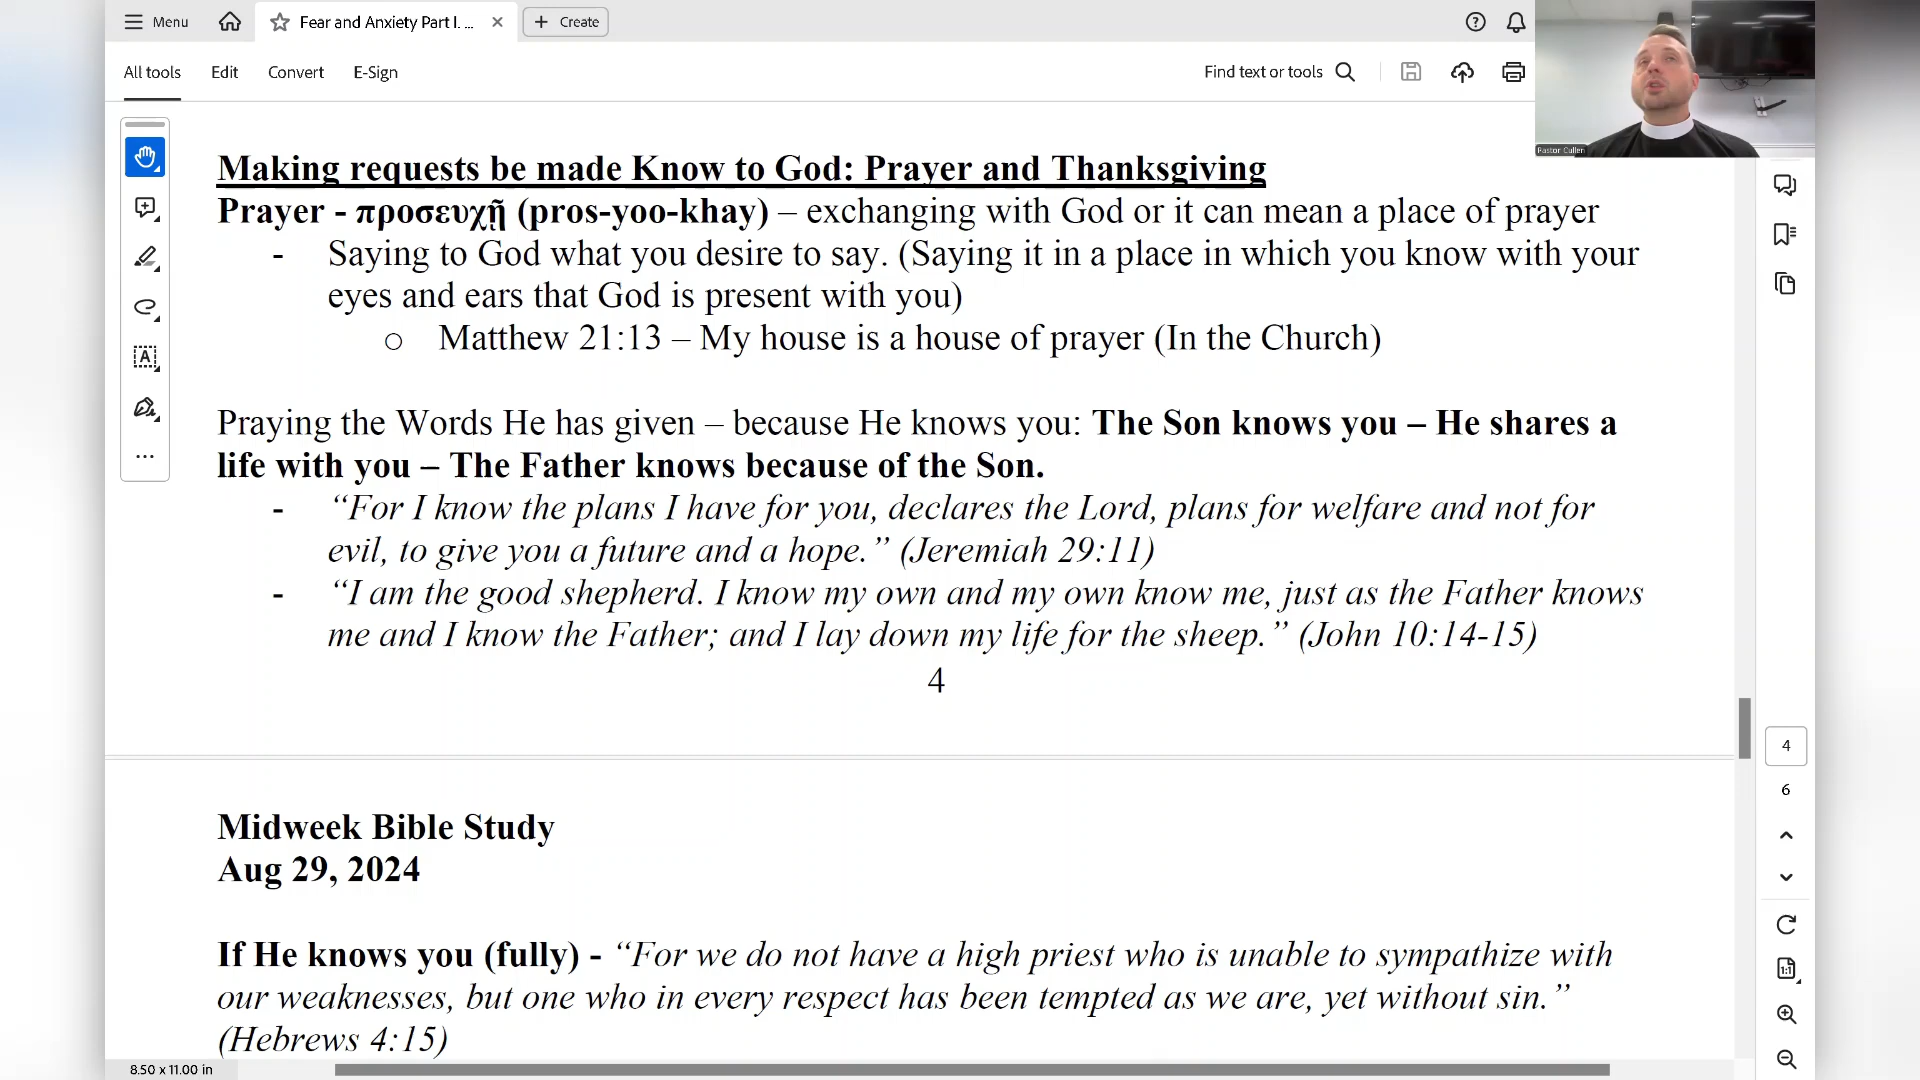 Menu
Fear and Anxiety Part I. ...
Create
All tools
Edit
Convert
E-Sign
Find text or tools
Pastor Cullen
Making requests be made Know to God: Prayer and Thanksgiving
Prayer - προσευχῇ (pros-yoo-khay) – exchanging with God or it can mean a place of prayer
- Saying to God what you desire to say. (Saying it in a place in which you know with your
eyes and ears that God is present with you)
o Matthew 21:13 – My house is a house of prayer (In the Church)
Praying the Words He has given – because He knows you: The Son knows you – He shares a
life with you – The Father knows because of the Son.
- “For I know the plans I have for you, declares the Lord, plans for welfare and not for
evil, to give you a future and a hope.” (Jeremiah 29:11)
- “I am the good shepherd. I know my own and my own know me, just as the Father knows
me and I know the Father; and I lay down my life for the sheep.” (John 10:14-15)
4
Midweek Bible Study
Aug 29, 2024
If He knows you (fully) - “For we do not have a high priest who is unable to sympathize with
our weaknesses, but one who in every respect has been tempted as we are, yet without sin.”
(Hebrews 4:15)
4
6
1:1
8.50 x 11.00 in